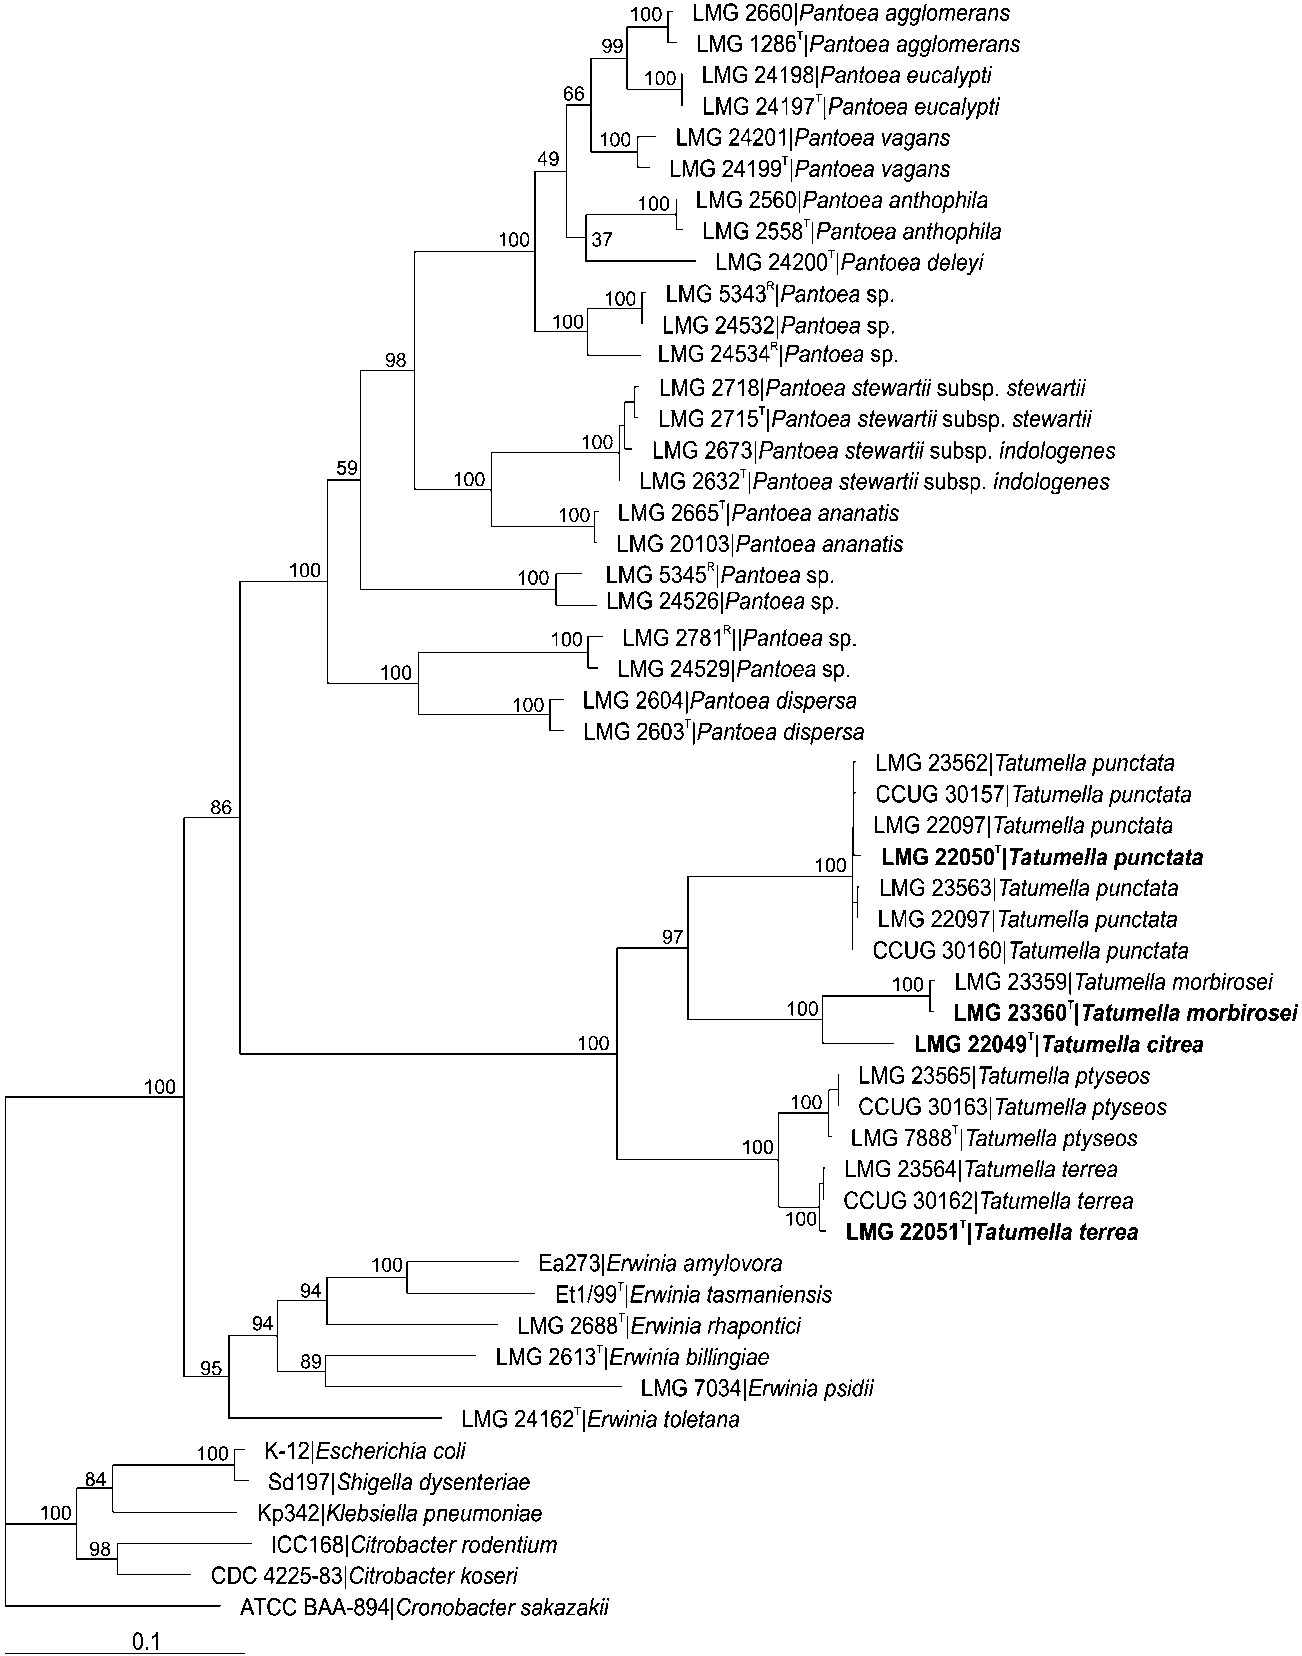 100 LMG 2660|Pantoea agglomerans
99 LMG 1286ᵀ|Pantoea agglomerans
100 LMG 24198|Pantoea eucalypti
66 LMG 24197ᵀ|Pantoea eucalypti
100 LMG 24201|Pantoea vagans
49 LMG 24199ᵀ|Pantoea vagans
100 LMG 2560|Pantoea anthophila
100 37 LMG 2558ᵀ|Pantoea anthophila
LMG 24200ᵀ|Pantoea deleyi
100 LMG 5343ᴿ|Pantoea sp.
100 LMG 24532|Pantoea sp.
98 LMG 24534ᴿ|Pantoea sp.
LMG 2718|Pantoea stewartii subsp. stewartii
LMG 2715ᵀ|Pantoea stewartii subsp. stewartii
100 LMG 2673|Pantoea stewartii subsp. indologenes
59 100 LMG 2632ᵀ|Pantoea stewartii subsp. indologenes
100 LMG 2665ᵀ|Pantoea ananatis
LMG 20103|Pantoea ananatis
100 100 LMG 5345ᴿ|Pantoea sp.
LMG 24526|Pantoea sp.
100 LMG 2781ᴿ||Pantoea sp.
100 LMG 24529|Pantoea sp.
100 LMG 2604|Pantoea dispersa
LMG 2603ᵀ|Pantoea dispersa
LMG 23562|Tatumella punctata
86 CCUG 30157|Tatumella punctata
LMG 22097|Tatumella punctata
100 LMG 22050ᵀ|Tatumella punctata
LMG 23563|Tatumella punctata
97 LMG 22097|Tatumella punctata
CCUG 30160|Tatumella punctata
100 LMG 23359|Tatumella morbirosei
100 LMG 23360ᵀ|Tatumella morbirosei
100 LMG 22049ᵀ|Tatumella citrea
100 LMG 23565|Tatumella ptyseos
100 CCUG 30163|Tatumella ptyseos
100 LMG 7888ᵀ|Tatumella ptyseos
LMG 23564|Tatumella terrea
CCUG 30162|Tatumella terrea
100 LMG 22051ᵀ|Tatumella terrea
100 Ea273|Erwinia amylovora
94 Et1/99ᵀ|Erwinia tasmaniensis
94 LMG 2688ᵀ|Erwinia rhapontici
95 89 LMG 2613ᵀ|Erwinia billingiae
LMG 7034|Erwinia psidii
LMG 24162ᵀ|Erwinia toletana
100 K-12|Escherichia coli
84 Sd197|Shigella dysenteriae
100 Kp342|Klebsiella pneumoniae
98 ICC168|Citrobacter rodentium
CDC 4225-83|Citrobacter koseri
ATCC BAA-894|Cronobacter sakazakii
0.1